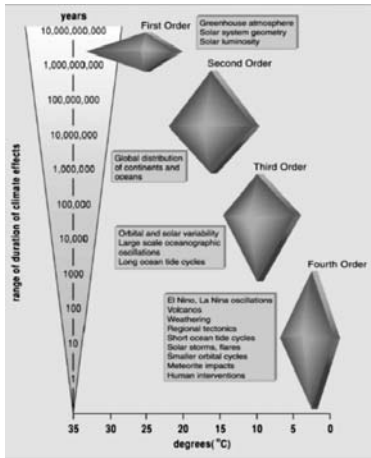 years
10,000,000,000
1,000,000,000
100,000,000
10,000,000
1,000,000
100,000
10,000
1000
100
10
1
range of duration of climate effects
First Order
Greenhouse atmosphere
Solar system geometry
Solar luminosity
Second Order
Global distribution
of continents and
oceans
Third Order
Orbital and solar variability
Large scale oceanographic
oscillations
Long ocean tide cycles
Fourth Order
El Nino, La Nina oscillations
Volcanos
Weathering
Regional tectonics
Short ocean tide cycles
Solar storms, flares
Smaller orbital cycles
Meteorite impacts
Human interventions
35 30 25 20 15 10 5 0
degrees(°C)